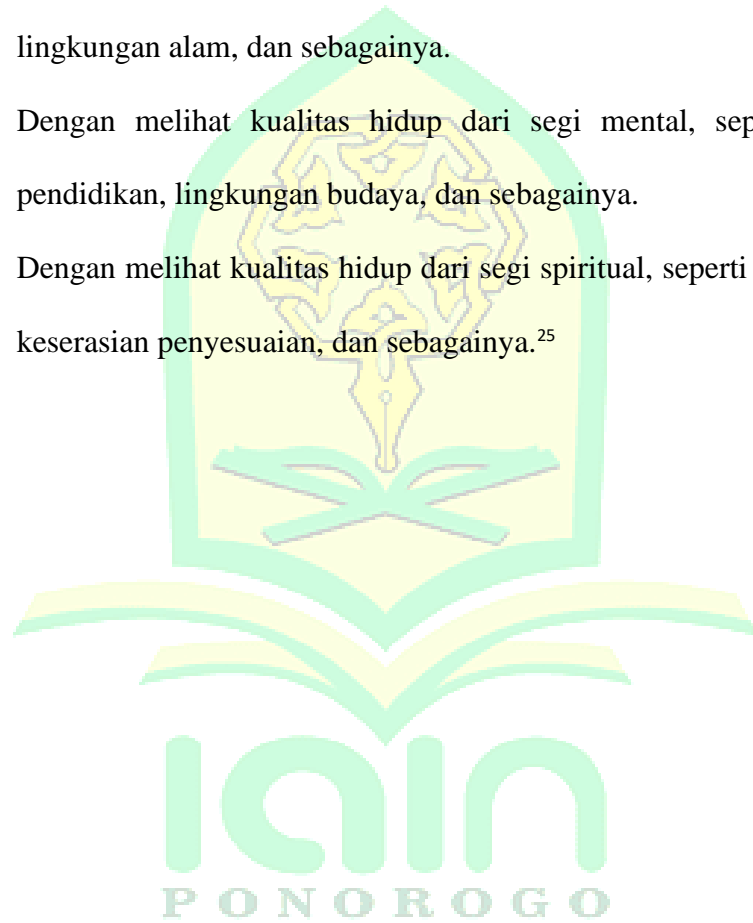 lingkungan alam, dan sebagainya.
Dengan melihat kualitas hidup dari segi mental, sep
pendidikan, lingkungan budaya, dan sebagainya.
Dengan melihat kualitas hidup dari segi spiritual, seperti
keserasian penyesuaian, dan sebagainya.²⁵
iain
PONOROGO